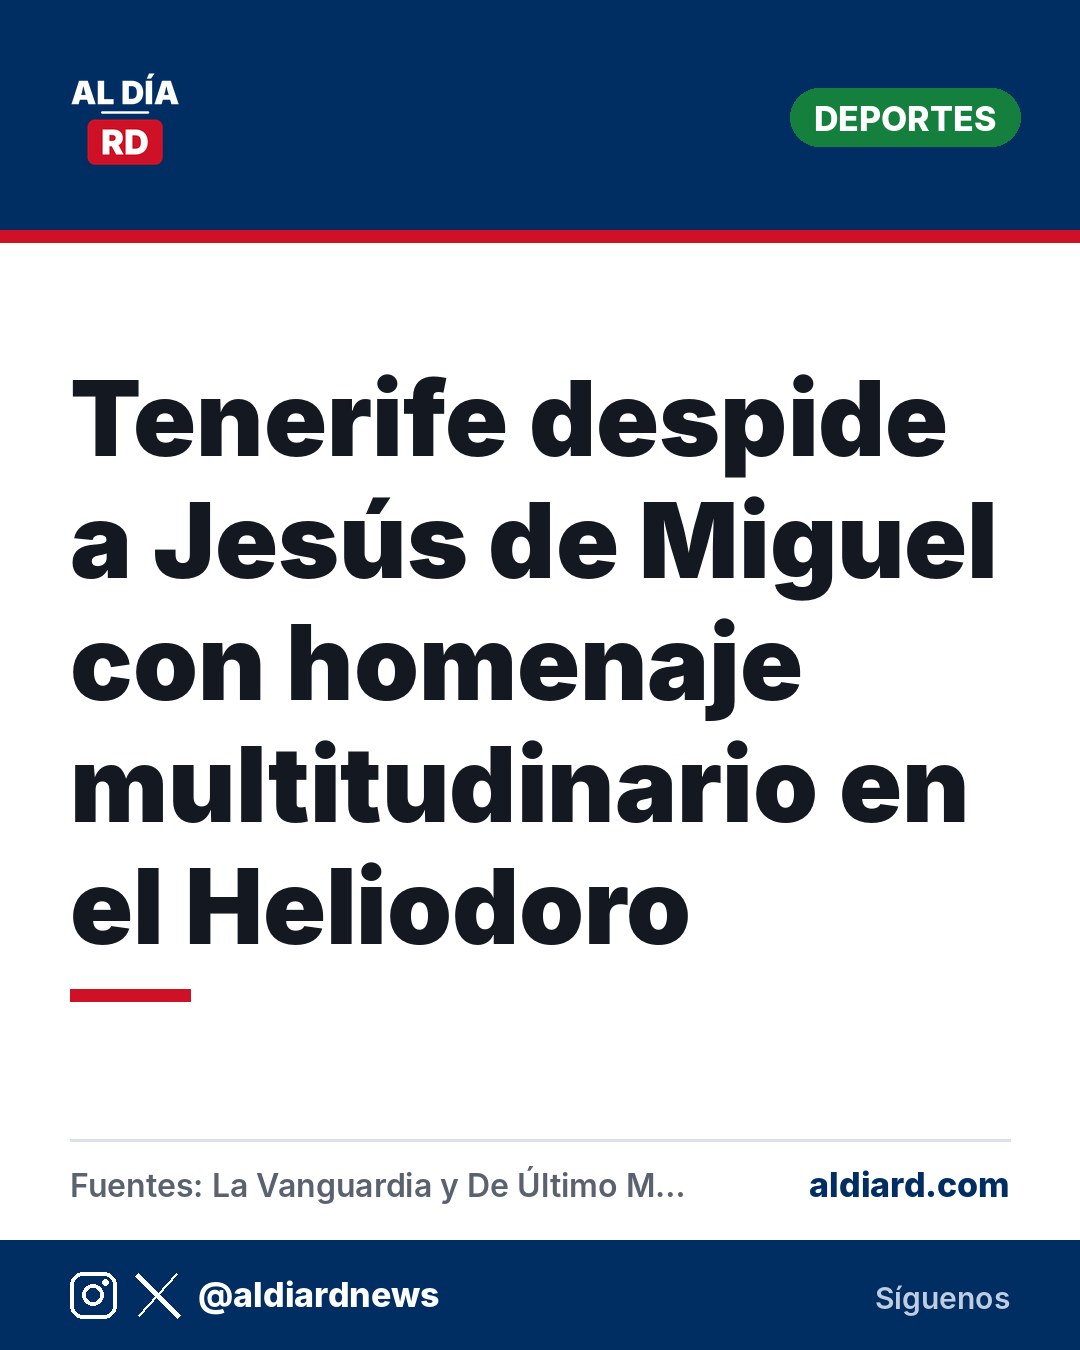 AL DÍA
RD
DEPORTES
Tenerife despide
a Jesús de Miguel
con homenaje
multitudinario en
el Heliodoro
Fuentes: La Vanguardia y De Último M...
aldiard.com
@aldiardnews
Síguenos